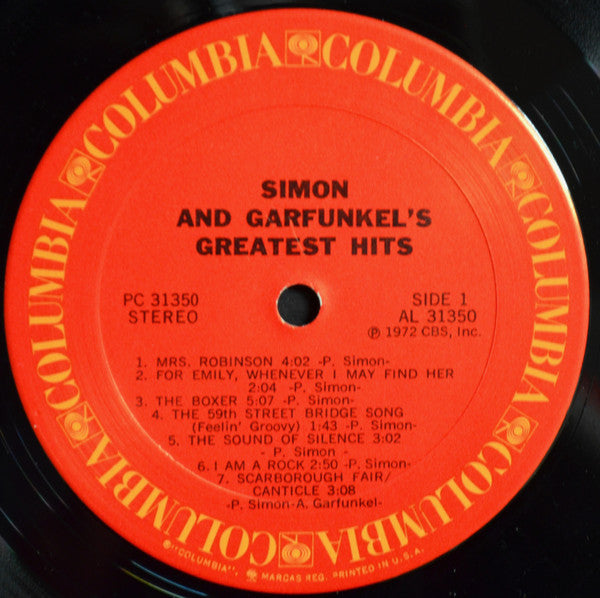 COLUMBIA COLUMBIA COLUMBIA COLUMBIA COLUMBIA COLUMBIA
SIMON
AND GARFUNKEL'S
GREATEST HITS
PC 31350
STEREO
SIDE 1
AL 31350
Ⓟ 1972 CBS, Inc.
1. MRS. ROBINSON 4:02 -P. Simon-
2. FOR EMILY, WHENEVER I MAY FIND HER
2:04 -P. Simon-
3. THE BOXER 5:07 -P. Simon-
4. THE 59th STREET BRIDGE SONG
(Feelin' Groovy) 1:43 -P. Simon-
5. THE SOUND OF SILENCE 3:02
- P. Simon -
6. I AM A ROCK 2:50 -P. Simon-
7. SCARBOROUGH FAIR/
CANTICLE 3:08
-P. Simon-A. Garfunkel-
®"COLUMBIA", MARCAS REG. PRINTED IN U.S.A.